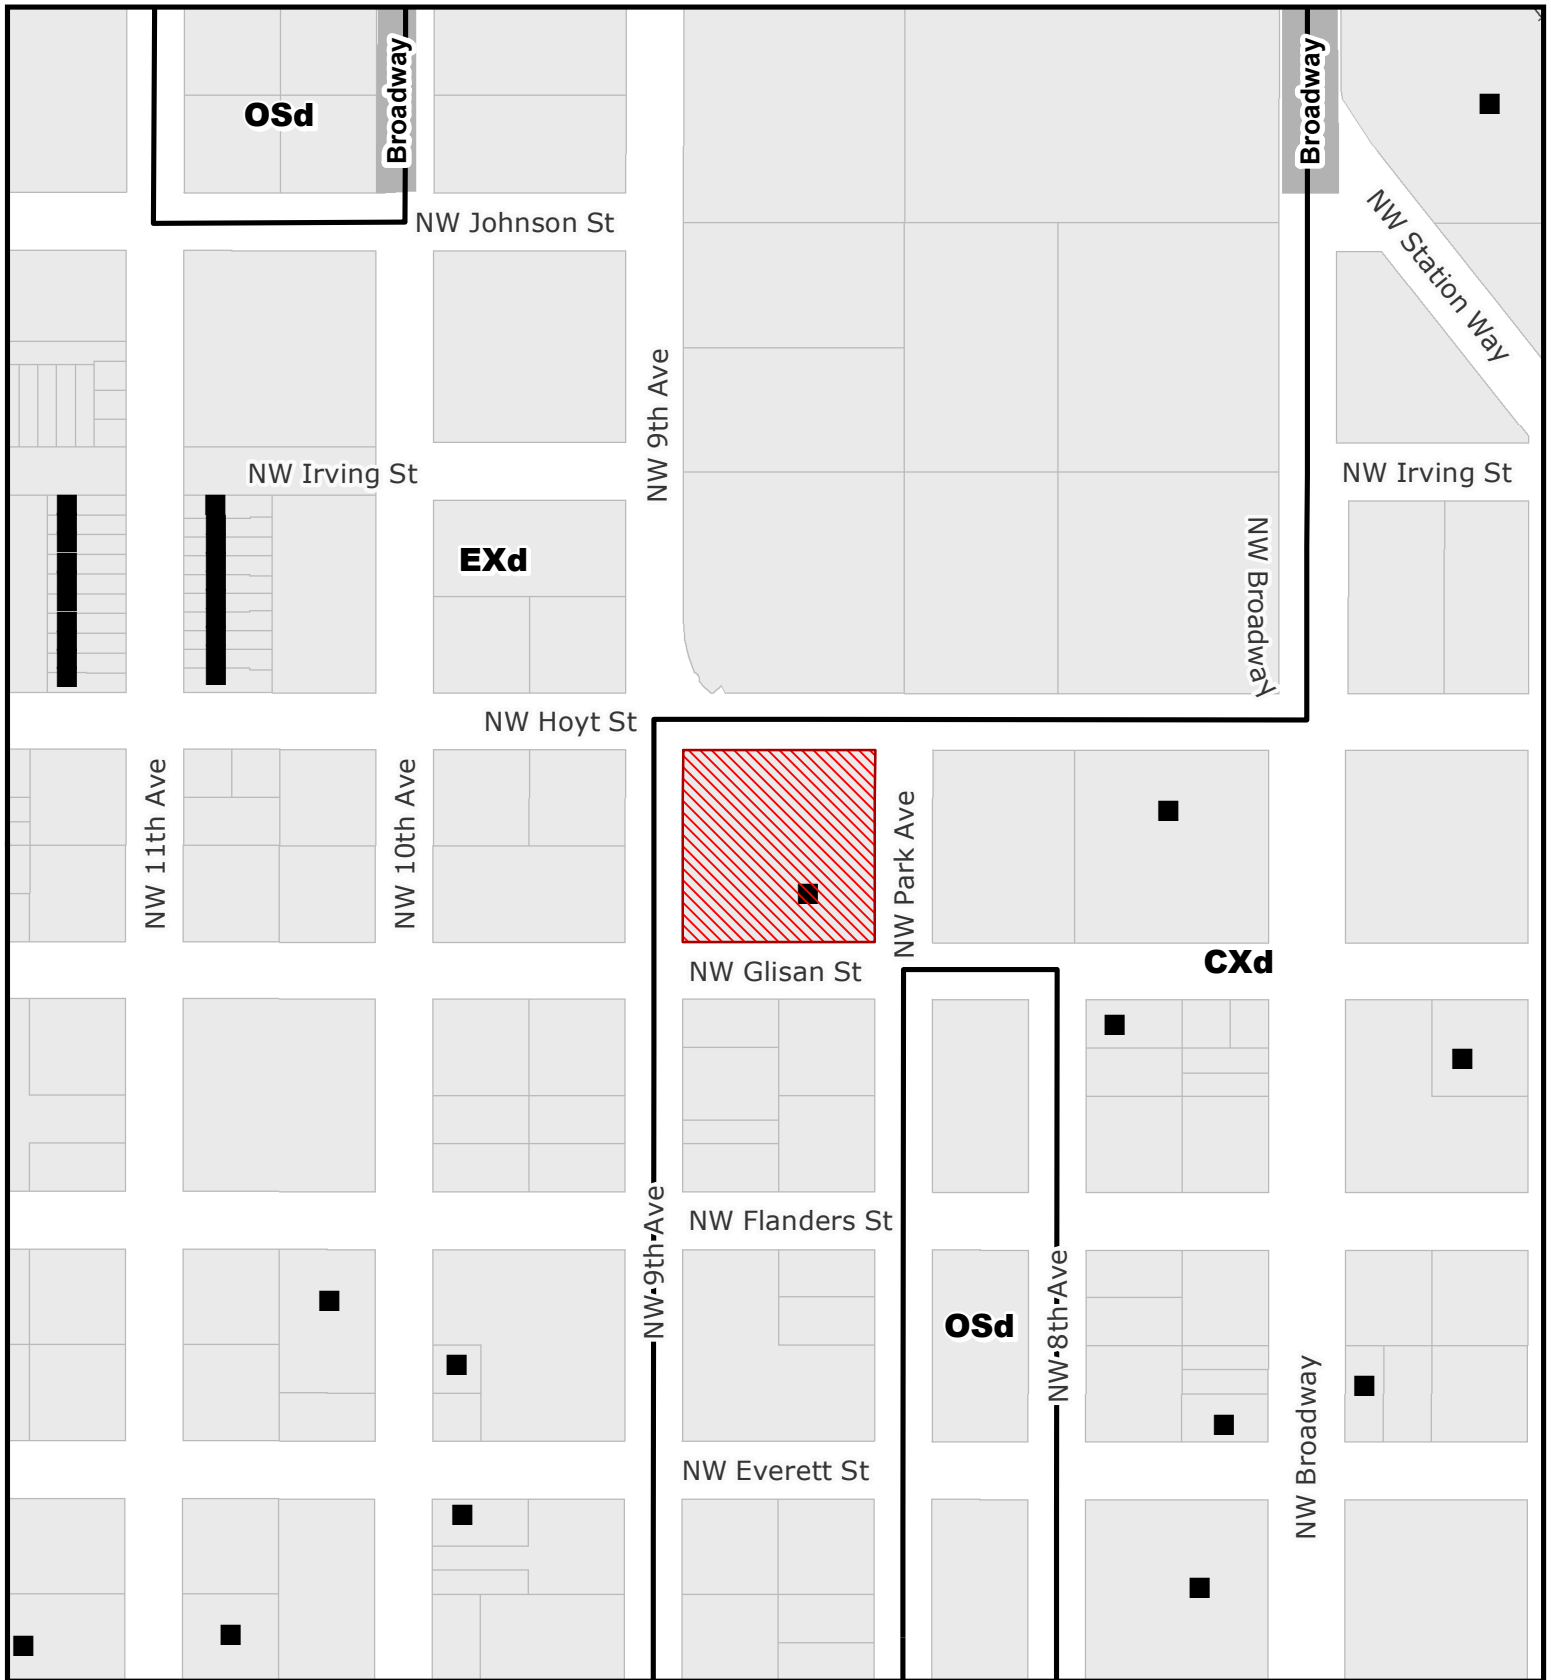 Broadway
Broadway
OSd
NW Johnson St
NW Station Way
NW 9th Ave
NW Irving St
NW Irving St
EXd
NW Broadway
NW Hoyt St
NW 11th Ave
NW 10th Ave
NW Park Ave
CXd
NW Glisan St
NW 9th Ave
NW Flanders St
NW 8th Ave
OSd
NW Broadway
NW Everett St